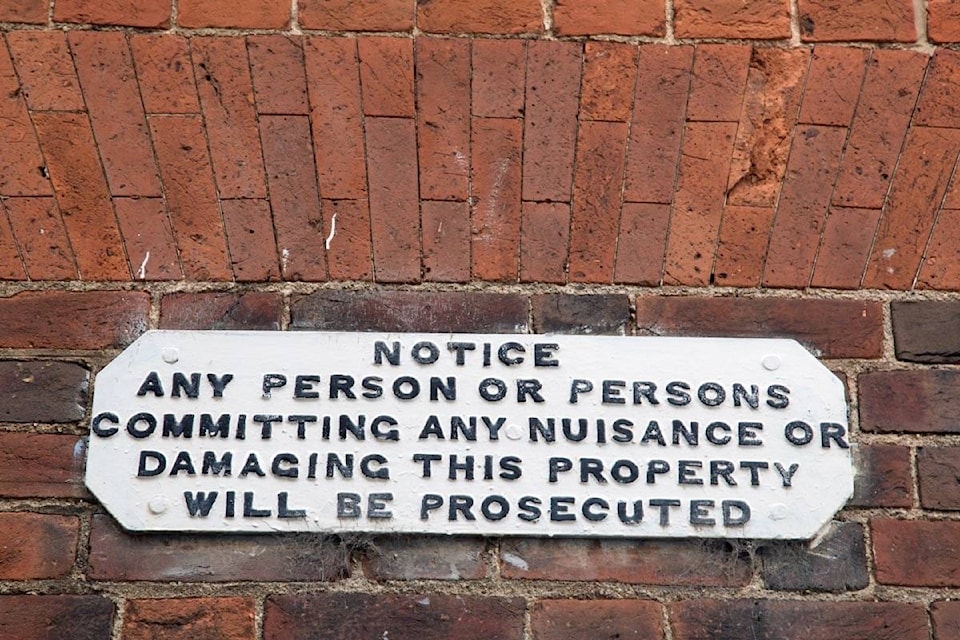 NOTICE
ANY PERSON OR PERSONS
COMMITTING ANY NUISANCE OR
DAMAGING THIS PROPERTY
WILL BE PROSECUTED